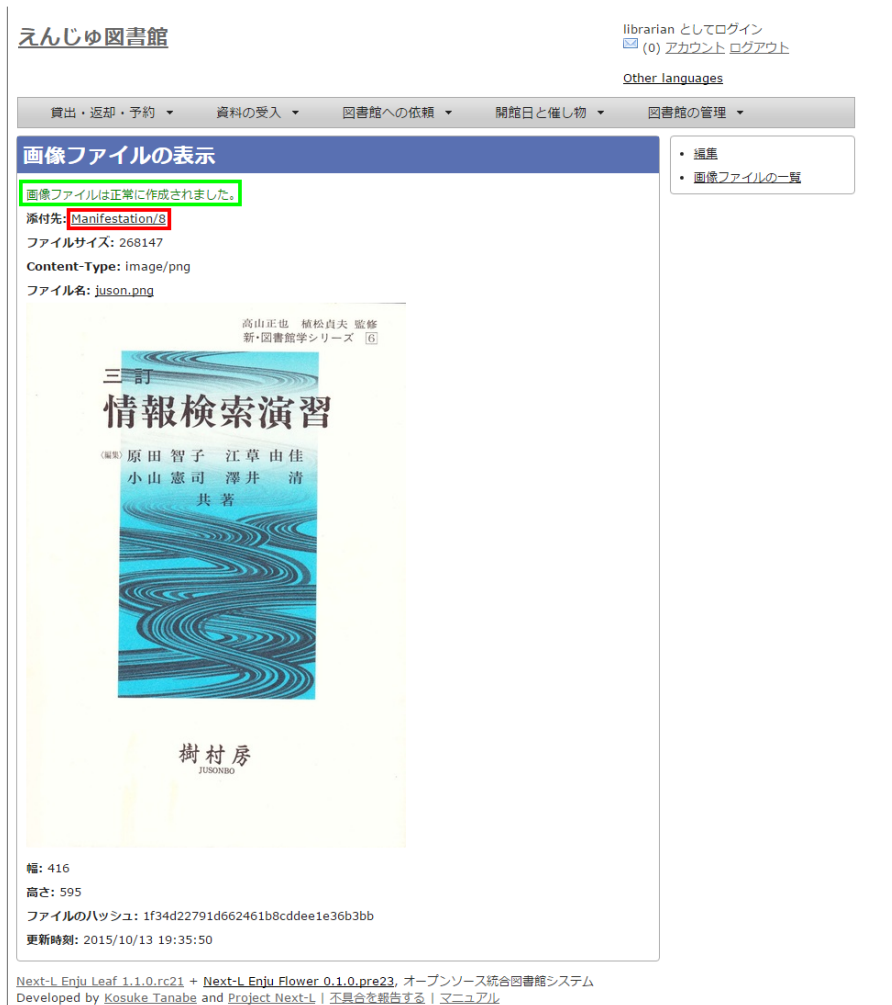 えんじゅ図書館
librarian としてログイン
(0) アカウント ログアウト
Other languages
貸出・返却・予約 ▼ 資料の受入 ▼ 図書館への依頼 ▼ 開館日と催し物 ▼ 図書館の管理 ▼
画像ファイルの表示
画像ファイルは正常に作成されました。
添付先: Manifestation/8
ファイルサイズ: 268147
Content-Type: image/png
ファイル名: juson.png
高山正也 植松貞夫 監修
新・図書館学シリーズ 6
三訂
情報検索演習
〈編集〉原田智子 江草由佳
小山憲司 澤井 清
共著
樹村房
JUSONBO
幅: 416
高さ: 595
ファイルのハッシュ: 1f34d22791d662461b8cddee1e36b3bb
更新時刻: 2015/10/13 19:35:50
• 編集
• 画像ファイルの一覧
Next-L Enju Leaf 1.1.0.rc21 + Next-L Enju Flower 0.1.0.pre23, オープンソース統合図書館システム
Developed by Kosuke Tanabe and Project Next-L | 不具合を報告する | マニュアル